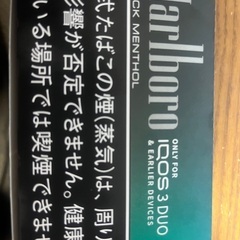 Marlboro
CK MENTHOL
ONLY FOR
IQOS 3 DUO
& EARLIER DEVICES
式たばこの煙(蒸気)は、周り
影響が否定できません。健康
いる場所では喫煙できませ